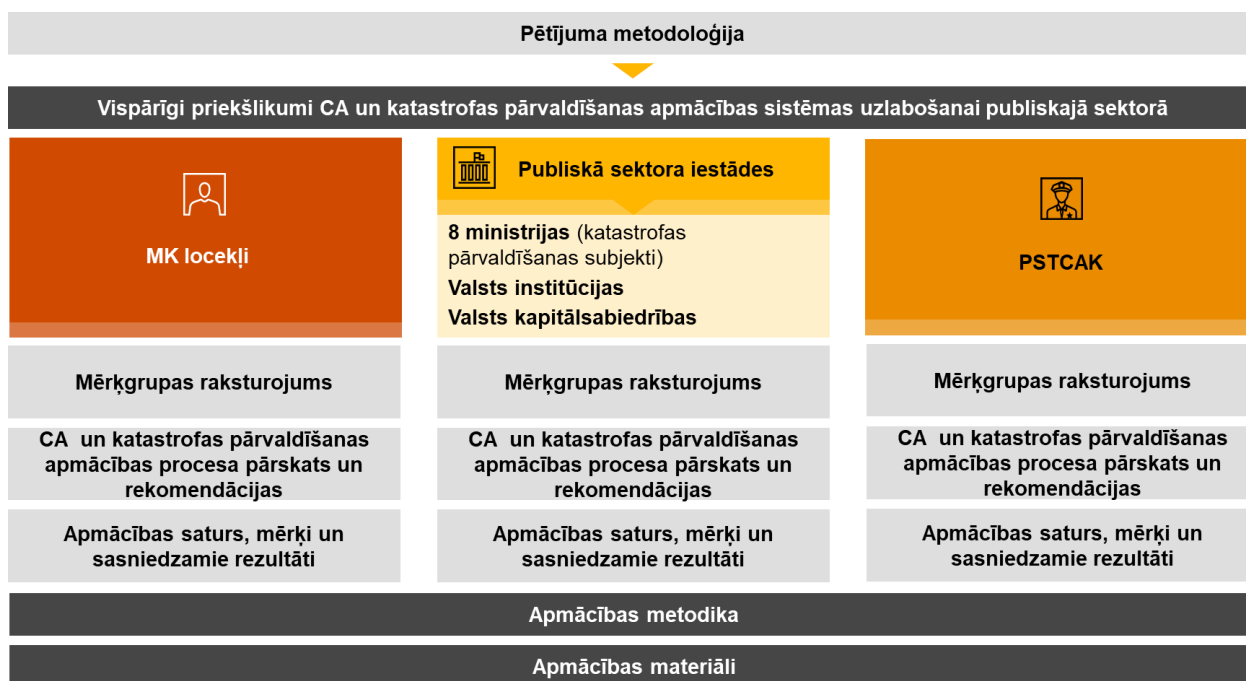 Pētījuma metodoloģija
Vispārīgi priekšlikumi CA un katastrofas pārvaldīšanas apmācības sistēmas uzlabošanai publiskajā sektorā
MK locekļi
Publiskā sektora iestādes
8 ministrijas (katastrofas
pārvaldīšanas subjekti)
Valsts institūcijas
Valsts kapitālsabiedrības
PSTCAK
Mērķgrupas raksturojums
CA un katastrofas pārvaldīšanas
apmācības procesa pārskats un
rekomendācijas
Apmācības saturs, mērķi un
sasniedzamie rezultāti
Mērķgrupas raksturojums
CA un katastrofas pārvaldīšanas
apmācības procesa pārskats un
rekomendācijas
Apmācības saturs, mērķi un
sasniedzamie rezultāti
Mērķgrupas raksturojums
CA un katastrofas pārvaldīšanas
apmācības procesa pārskats un
rekomendācijas
Apmācības saturs, mērķi un
sasniedzamie rezultāti
Apmācības metodika
Apmācības materiāli